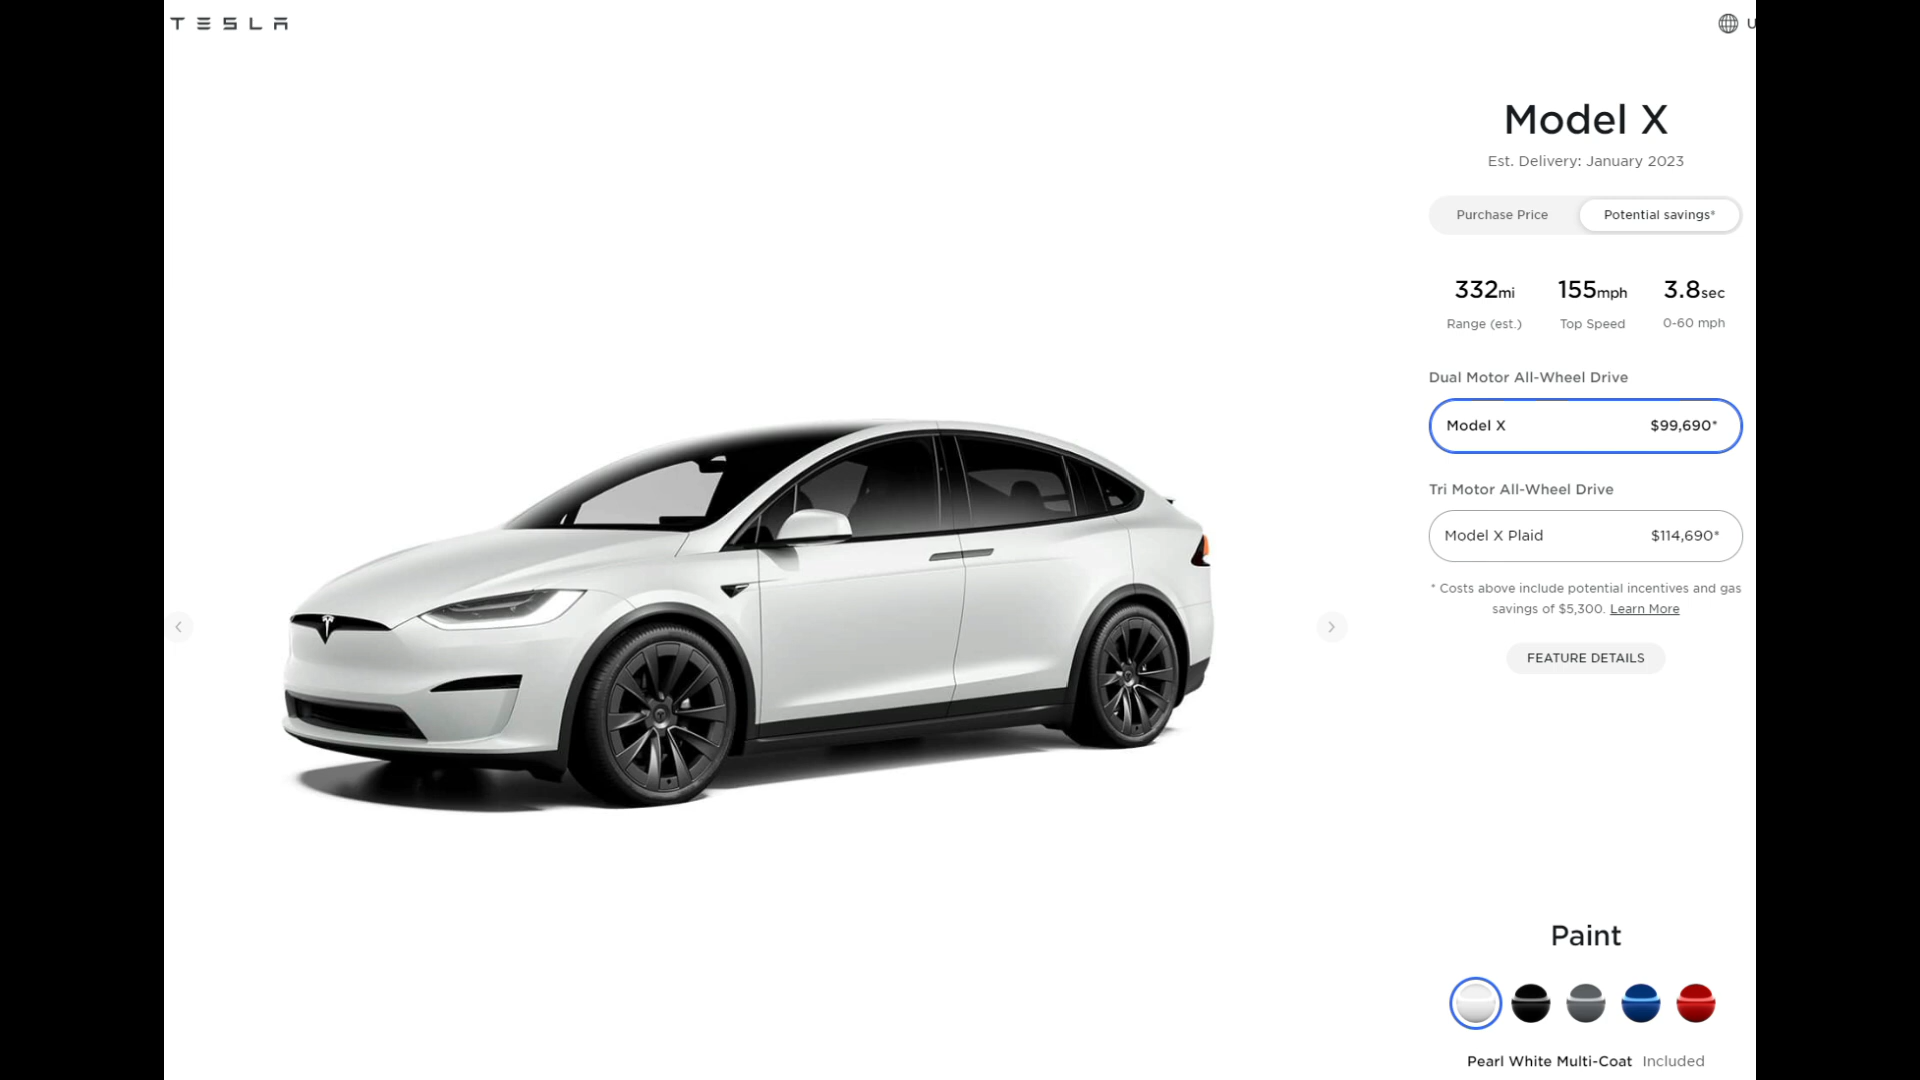 TESLA
U
Model X
Est. Delivery: January 2023
Purchase Price Potential savings*
332mi 155mph 3.8sec
Range (est.) Top Speed 0-60 mph
Dual Motor All-Wheel Drive
Model X $99,690*
Tri Motor All-Wheel Drive
Model X Plaid $114,690*
* Costs above include potential incentives and gas
savings of $5,300. Learn More
FEATURE DETAILS
Paint
Pearl White Multi-Coat Included